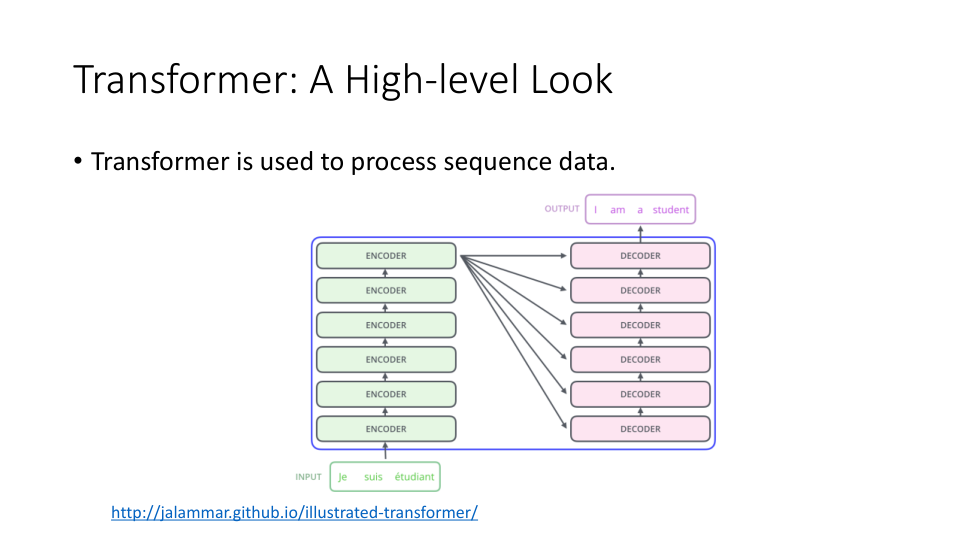 Transformer: A High-level Look
• Transformer is used to process sequence data.
OUTPUT I am a student
ENCODER DECODER
ENCODER DECODER
ENCODER DECODER
ENCODER DECODER
ENCODER DECODER
ENCODER DECODER
INPUT Je suis étudiant
http://jalammar.github.io/illustrated-transformer/